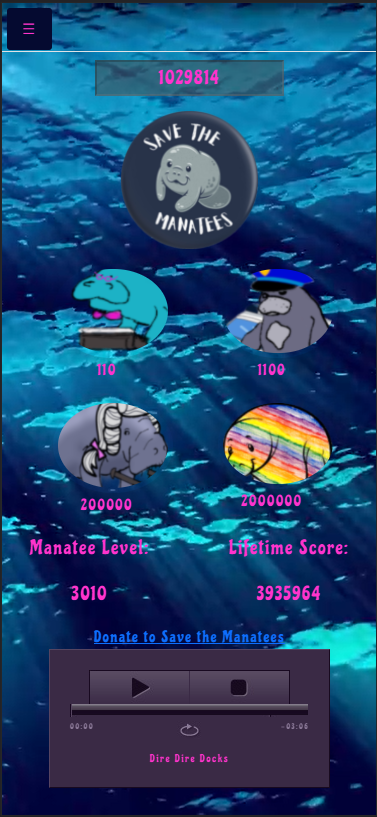 1029814
SAVE THE
MANATEES
110
1100
200000
2000000
Manatee Level:
Lifetime Score:
3010
3935964
Donate to Save the Manatees
00:00
-03:06
Dire Dire Docks